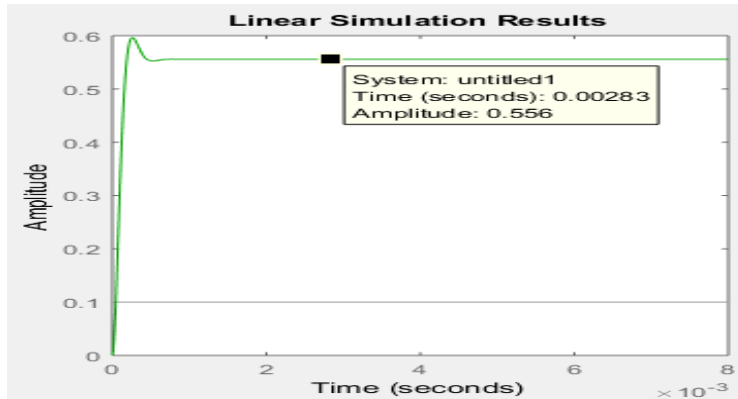 Linear Simulation Results
0.6
0.5
0.4
0.3
0.2
0.1
0
Amplitude
System: untitled1
Time (seconds): 0.00283
Amplitude: 0.556
0 2 4 6 8
Time (seconds)
× 10⁻³